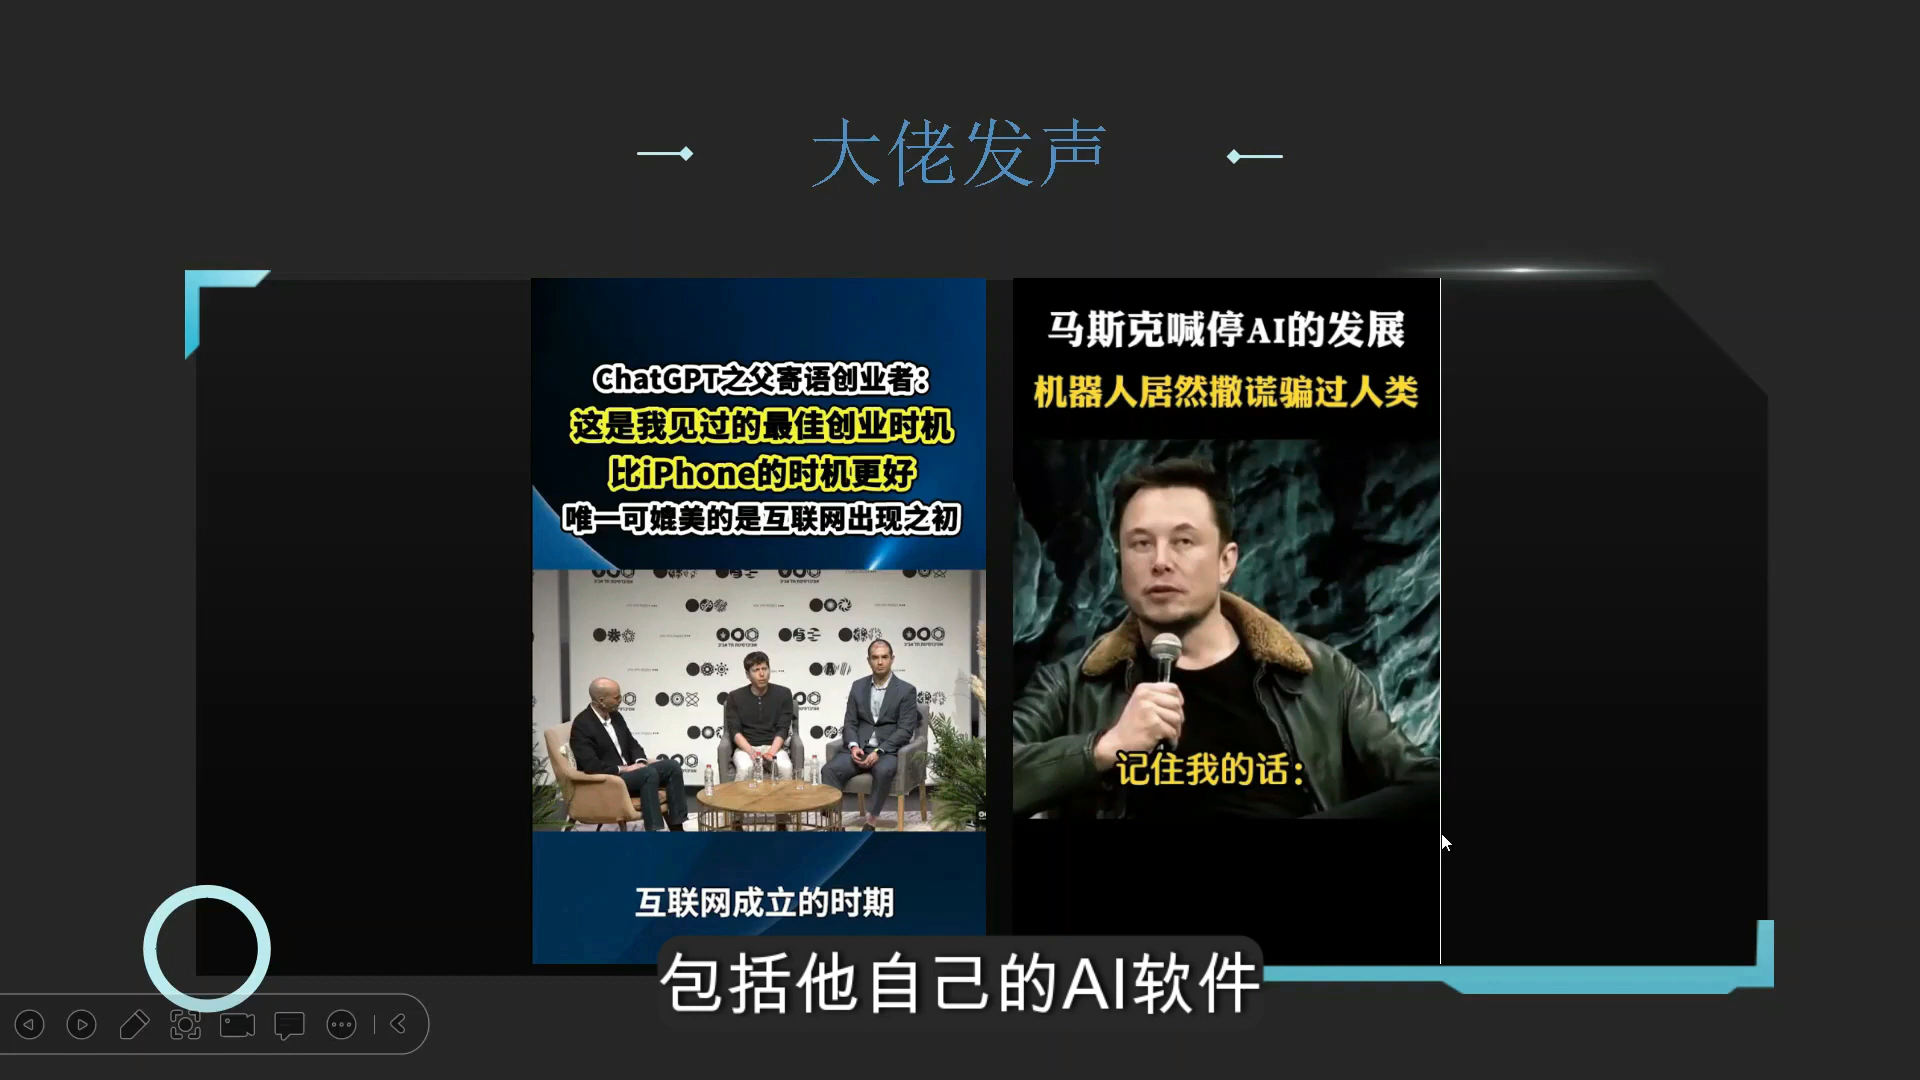 大佬发声
ChatGPT之父寄语创业者：
这是我见过的最佳创业时机
比iPhone的时机更好
唯一可媲美的是互联网出现之初
互联网成立的时期
马斯克喊停AI的发展
机器人居然撒谎骗过人类
记住我的话：
包括他自己的AI软件